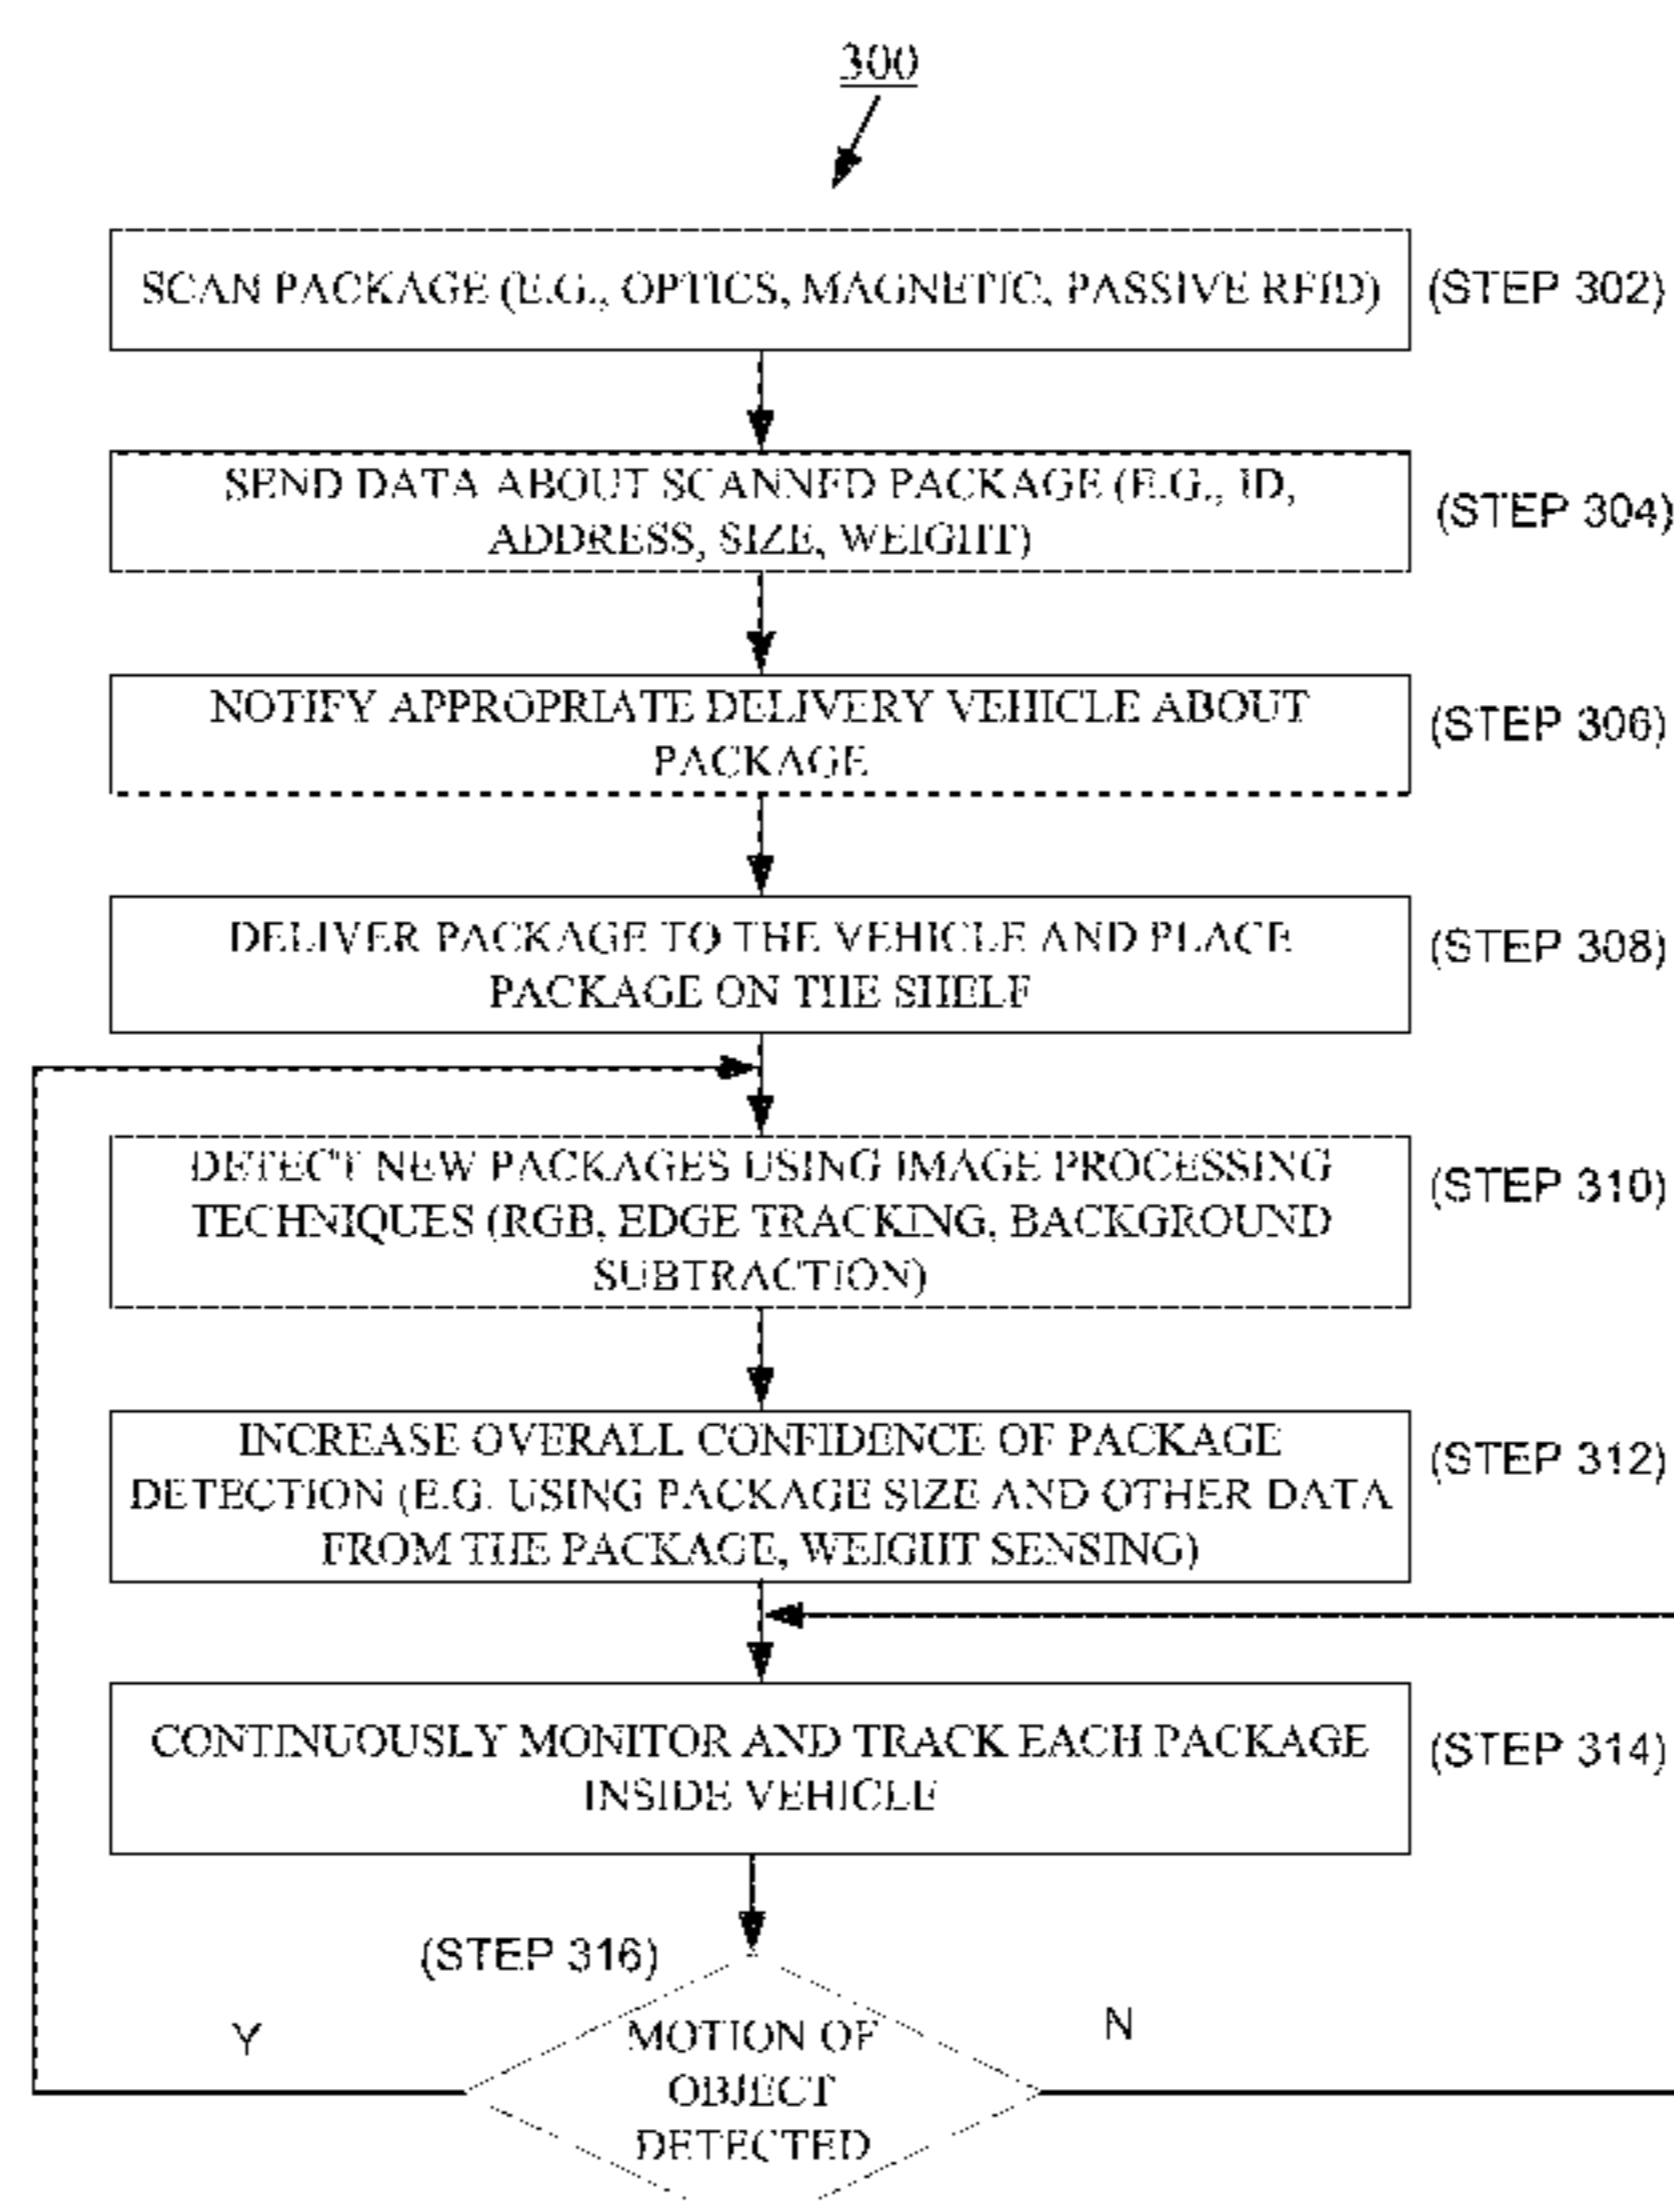 300
SCAN PACKAGE (E.G., OPTICS, MAGNETIC, PASSIVE RFID)
(STEP 302)
SEND DATA ABOUT SCANNED PACKAGE (E.G., ID,
ADDRESS, SIZE, WEIGHT)
(STEP 304)
NOTIFY APPROPRIATE DELIVERY VEHICLE ABOUT
PACKAGE
(STEP 306)
DELIVER PACKAGE TO THE VEHICLE AND PLACE
PACKAGE ON THE SHELF
(STEP 308)
DETECT NEW PACKAGES USING IMAGE PROCESSING
TECHNIQUES (RGB, EDGE TRACKING, BACKGROUND
SUBTRACTION)
(STEP 310)
INCREASE OVERALL CONFIDENCE OF PACKAGE
DETECTION (E.G. USING PACKAGE SIZE AND OTHER DATA
FROM THE PACKAGE, WEIGHT SENSING)
(STEP 312)
CONTINUOUSLY MONITOR AND TRACK EACH PACKAGE
INSIDE VEHICLE
(STEP 314)
(STEP 316)
Y
MOTION OF
OBJECT
DETECTED
N